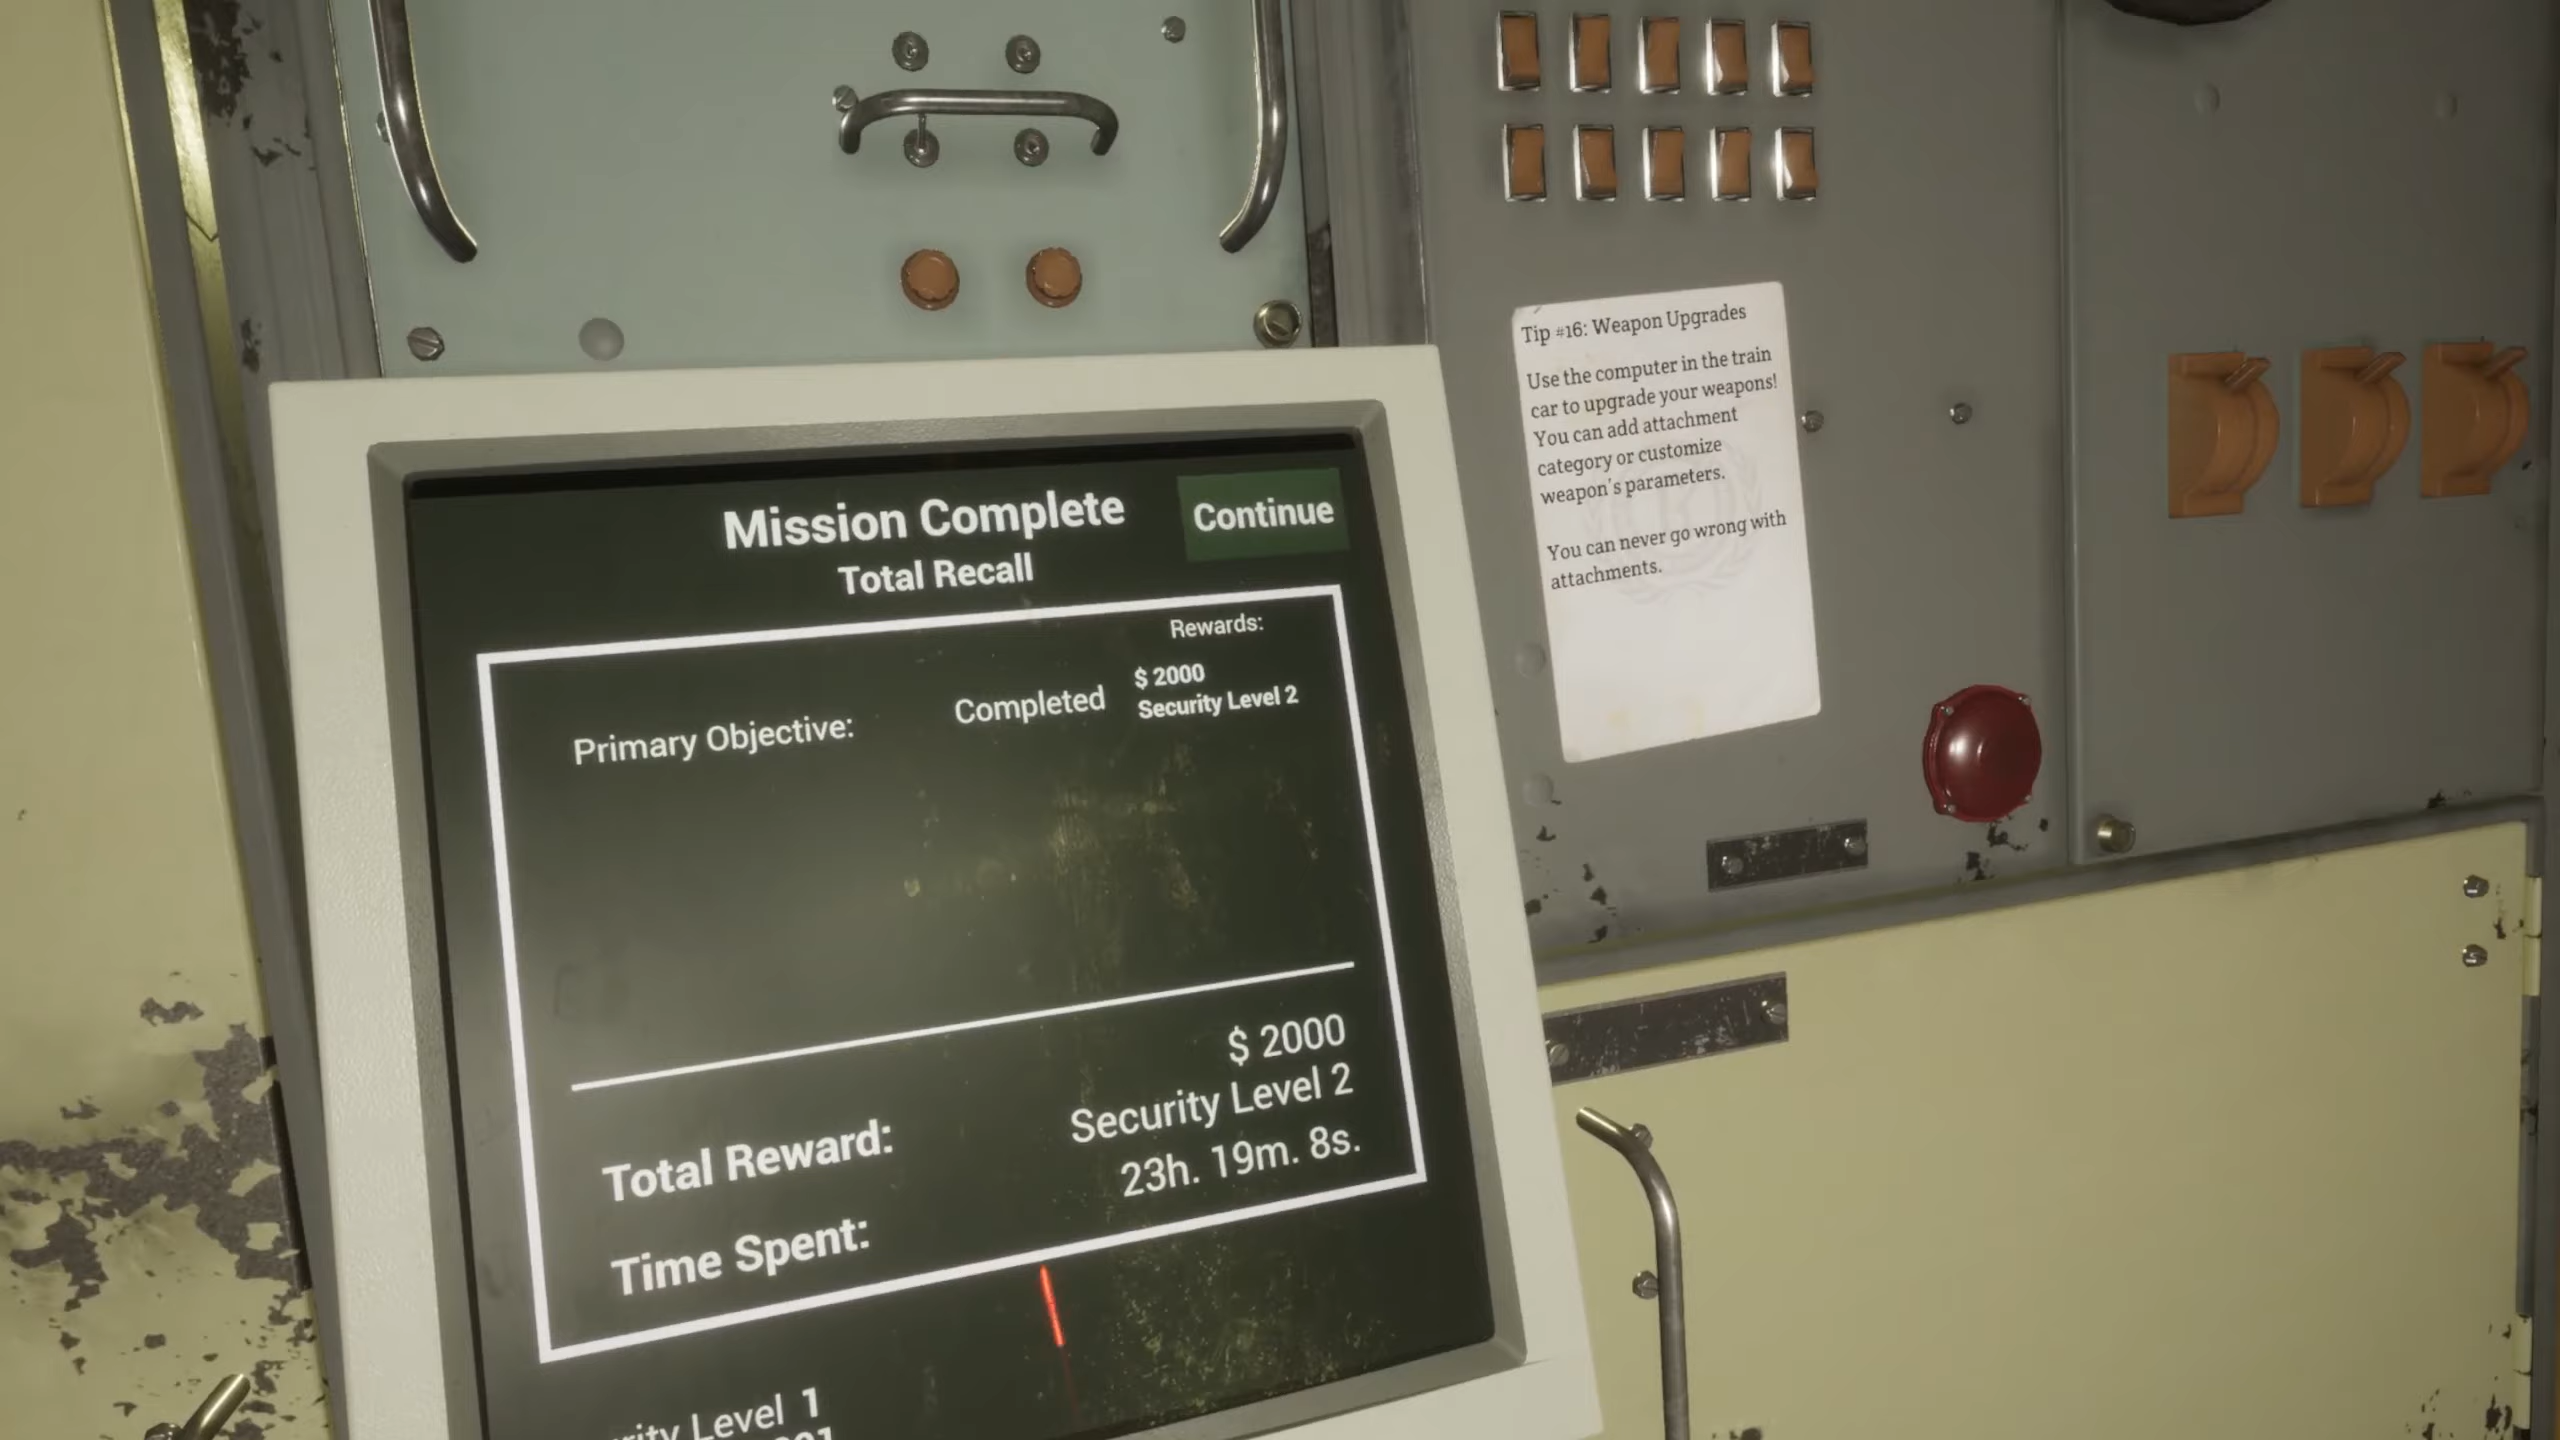 Mission Complete
Continue
Total Recall
Rewards:
Primary Objective:
Completed
$ 2000
Security Level 2
$ 2000
Total Reward:
Security Level 2
Time Spent:
23h. 19m. 8s.
Level 1
Tip #16: Weapon Upgrades
Use the computer in the train
car to upgrade your weapons!
You can add attachment
category or customize
weapon's parameters.
You can never go wrong with
attachments.